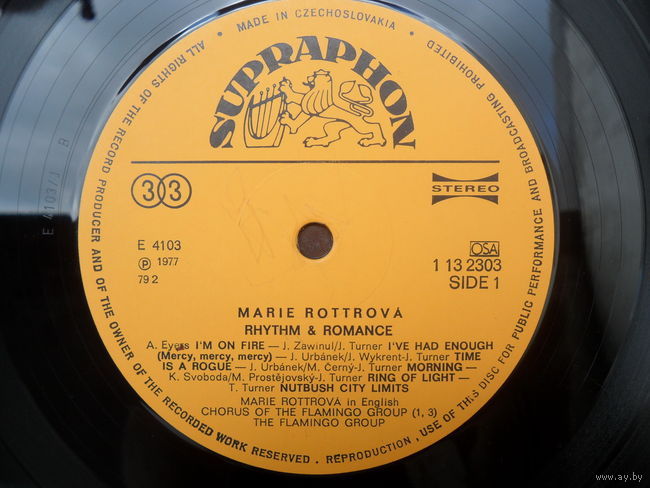 ALL RIGHTS OF THE RECORD PRODUCER AND OF THE OWNER OF THE RECORDED WORK RESERVED . REPRODUCTION , USE OF THIS DISC FOR PUBLIC PERFORMANCE AND BROADCASTING PROHIBITED
• MADE IN CZECHOSLOVAKIA •
SUPRAPHON
33
STEREO
E 4103/1 B
E 4103
℗ 1977
79 2
OSA
1 13 2303
SIDE 1
MARIE ROTTROVÁ
RHYTHM & ROMANCE
A. Eyers I'M ON FIRE — J. Zawinul/J. Turner I'VE HAD ENOUGH
(Mercy, mercy, mercy) — J. Urbánek/J. Wykrent-J. Turner TIME
IS A ROGUE — J. Urbánek/M. Černý-J. Turner MORNING —
K. Svoboda/M. Prostějovský-J. Turner RING OF LIGHT —
T. Turner NUTBUSH CITY LIMITS
MARIE ROTTROVÁ in English
CHORUS OF THE FLAMINGO GROUP (1, 3)
THE FLAMINGO GROUP
www.ay.by